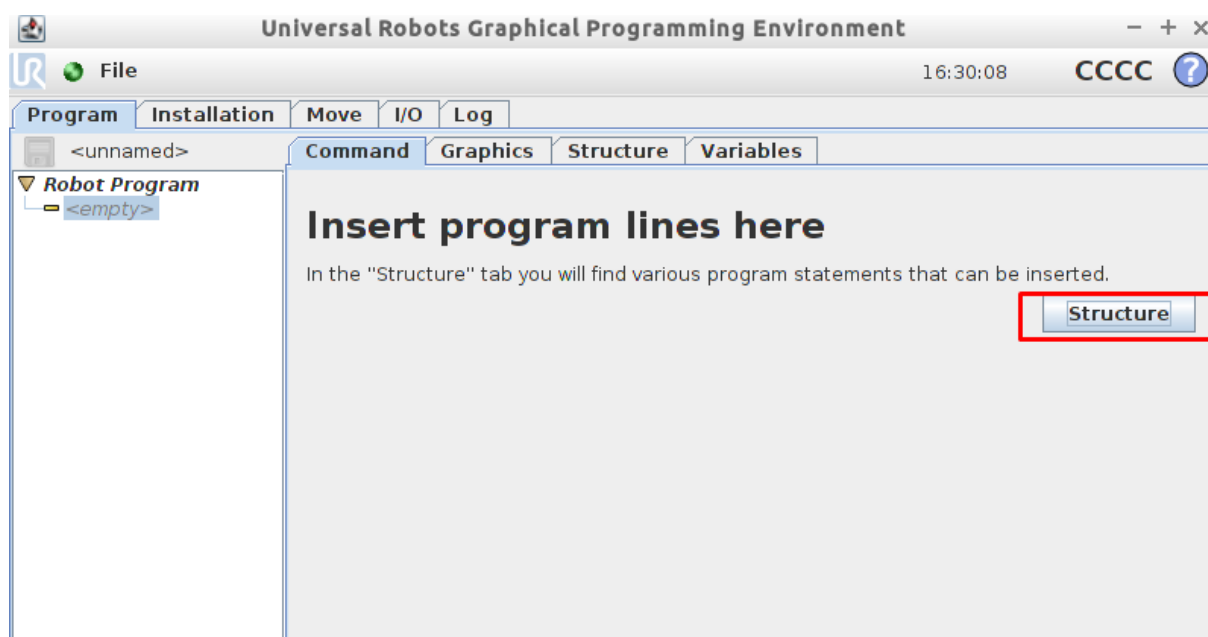 Universal Robots Graphical Programming Environment
UR File 16:30:08 CCCC ?
Program Installation Move I/O Log
<unnamed> Command Graphics Structure Variables
Robot Program
<empty>
Insert program lines here
In the "Structure" tab you will find various program statements that can be inserted.
Structure